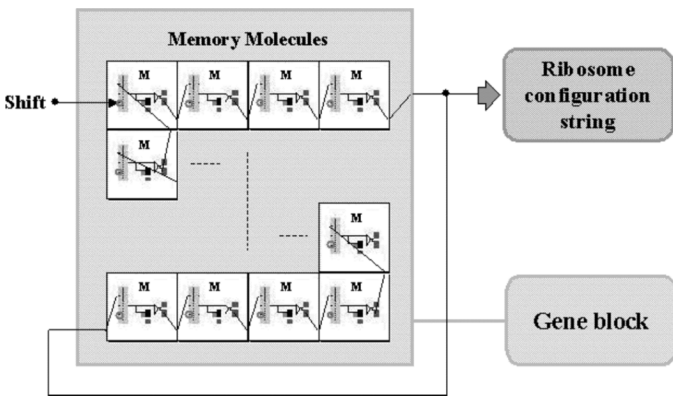 Memory Molecules
M M M M
Shift
M
M
M M M M
Ribosome
configuration
string
Gene block